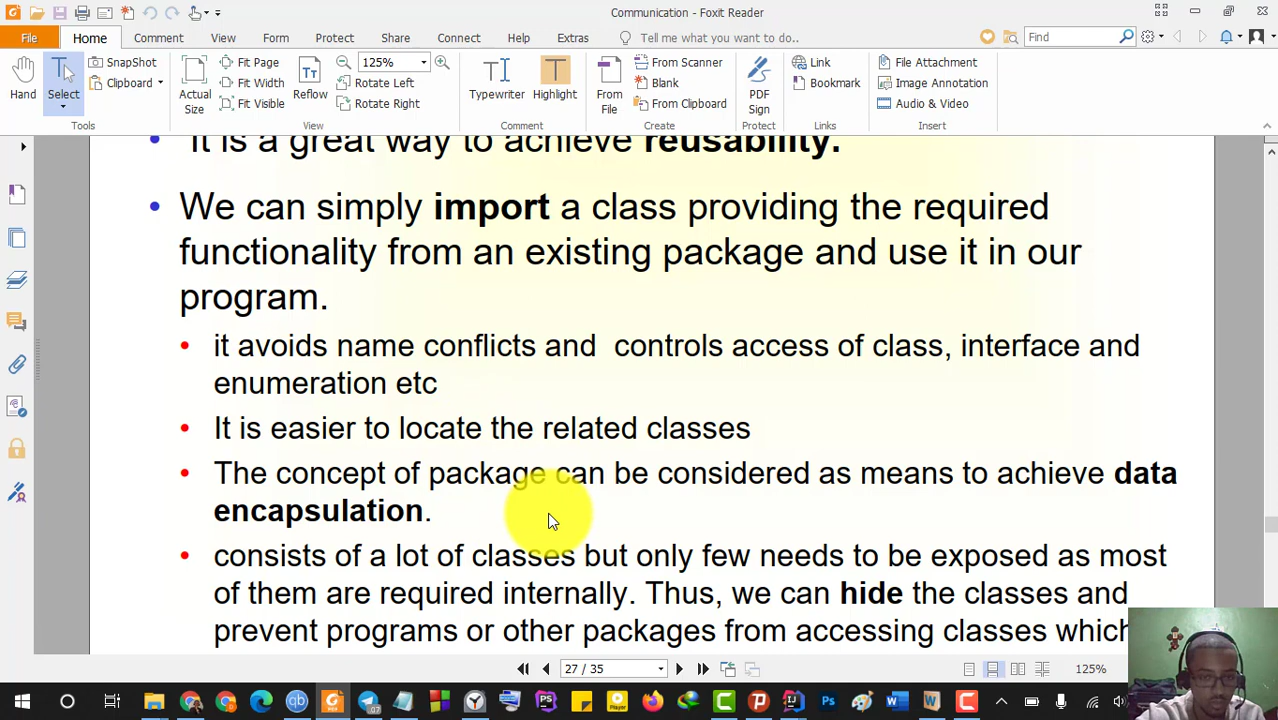 Communication - Foxit Reader
File Home Comment View Form Protect Share Connect Help Extras Tell me what you want to do.. Find
Hand
Select
SnapShot
Clipboard
Tools
Actual Size
Fit Page
Fit Width
Fit Visible
Reflow
125%
Rotate Left
Rotate Right
View
Typewriter
Highlight
Comment
From File
From Scanner
Blank
From Clipboard
Create
PDF Sign
Protect
Link
Bookmark
Links
File Attachment
Image Annotation
Audio & Video
Insert
It is a great way to achieve reusability.
We can simply import a class providing the required
functionality from an existing package and use it in our
program.
it avoids name conflicts and controls access of class, interface and
enumeration etc
It is easier to locate the related classes
The concept of package can be considered as means to achieve data
encapsulation.
consists of a lot of classes but only few needs to be exposed as most
of them are required internally. Thus, we can hide the classes and
prevent programs or other packages from accessing classes which
27 / 35
125%